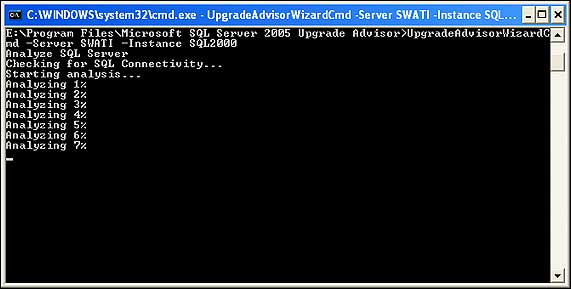 C:\WINDOWS\system32\cmd.exe - UpgradeAdvisorWizardCmd -Server SWATI -Instance SQL...
E:\Program Files\Microsoft SQL Server 2005 Upgrade Advisor>UpgradeAdvisorWizardC
md -Server SWATI -Instance SQL2000
Analyze SQL Server
Checking for SQL Connectivity...
Starting analysis...
Analyzing 1%
Analyzing 2%
Analyzing 3%
Analyzing 4%
Analyzing 5%
Analyzing 6%
Analyzing 7%